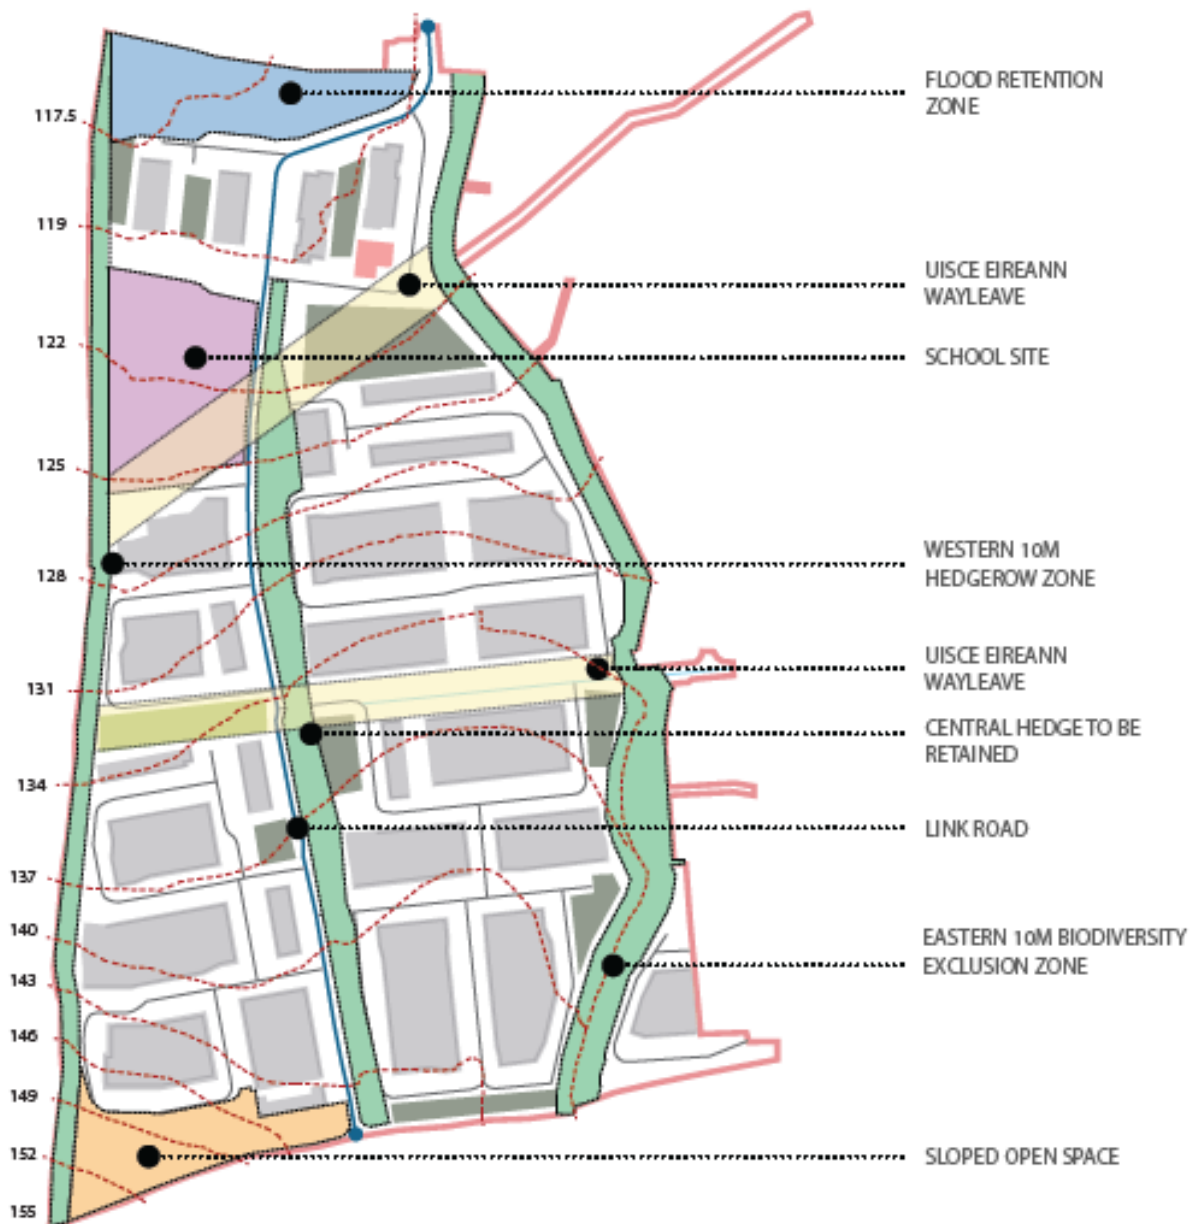 FLOOD RETENTION
ZONE
117.5
119
UISCE EIREANN
WAYLEAVE
122
SCHOOL SITE
125
WESTERN 10M
HEDGEROW ZONE
128
UISCE EIREANN
WAYLEAVE
131
CENTRAL HEDGE TO BE
RETAINED
134
LINK ROAD
137
140
EASTERN 10M BIODIVERSITY
EXCLUSION ZONE
143
146
149
152
SLOPED OPEN SPACE
155